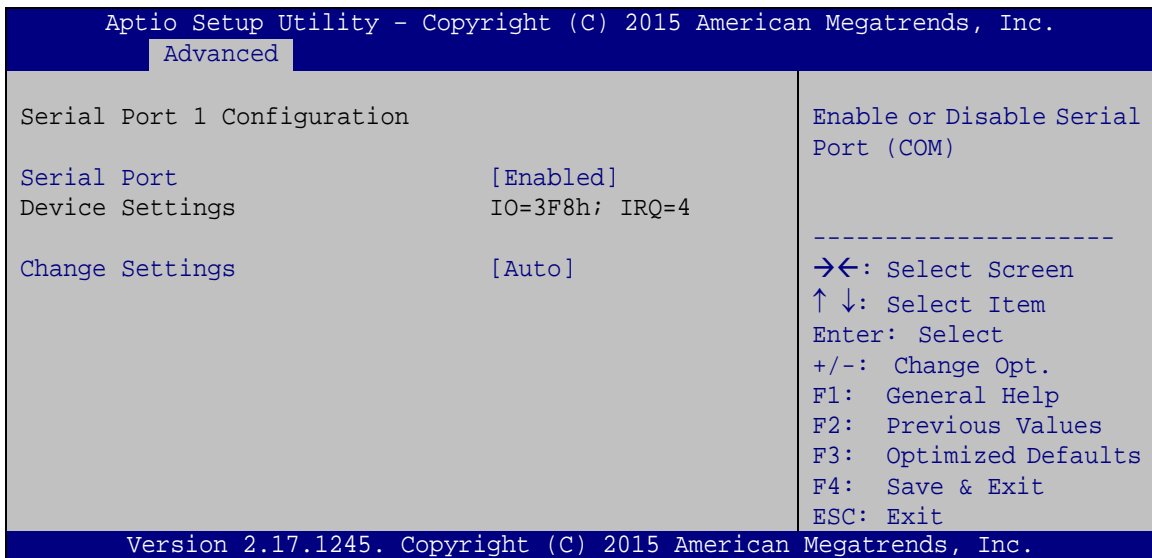 Aptio Setup Utility – Copyright (C) 2015 American Megatrends, Inc.
Advanced
Serial Port 1 Configuration
Serial Port [Enabled]
Device Settings IO=3F8h; IRQ=4
Change Settings [Auto]
Enable or Disable Serial
Port (COM)
---------------------
→←: Select Screen
↑ ↓: Select Item
Enter: Select
+/-: Change Opt.
F1: General Help
F2: Previous Values
F3: Optimized Defaults
F4: Save & Exit
ESC: Exit
Version 2.17.1245. Copyright (C) 2015 American Megatrends, Inc.